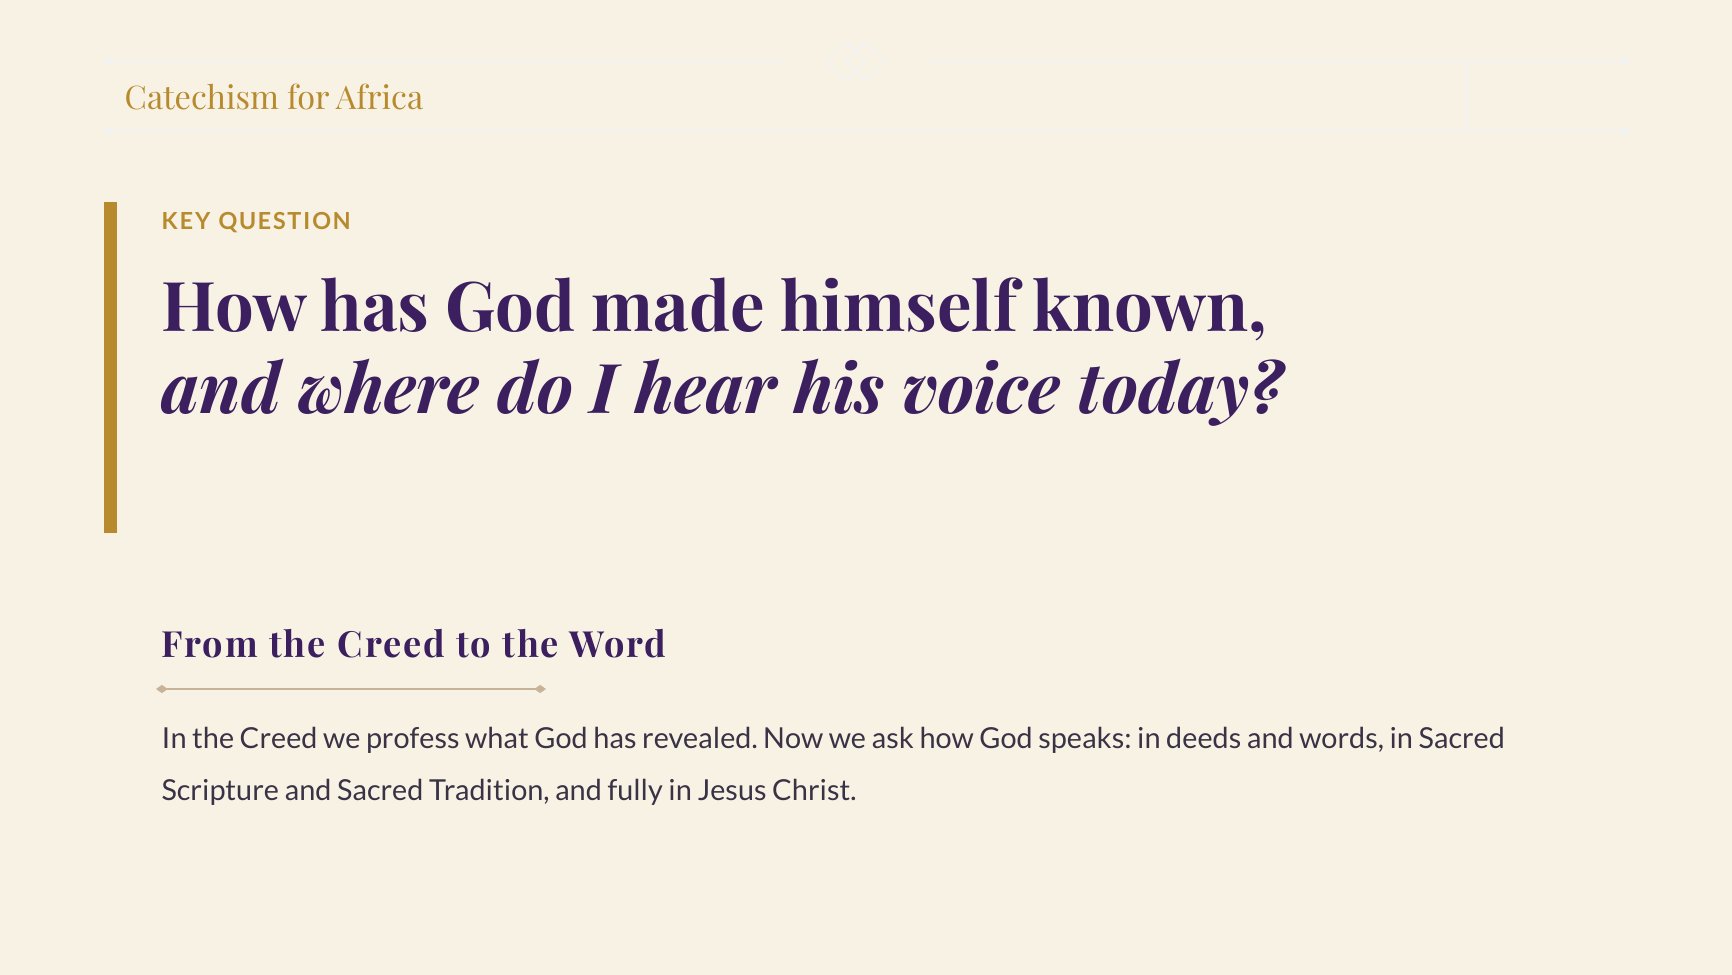 Catechism for Africa
KEY QUESTION
How has God made himself known,
and where do I hear his voice today?
From the Creed to the Word
In the Creed we profess what God has revealed. Now we ask how God speaks: in deeds and words, in Sacred
Scripture and Sacred Tradition, and fully in Jesus Christ.